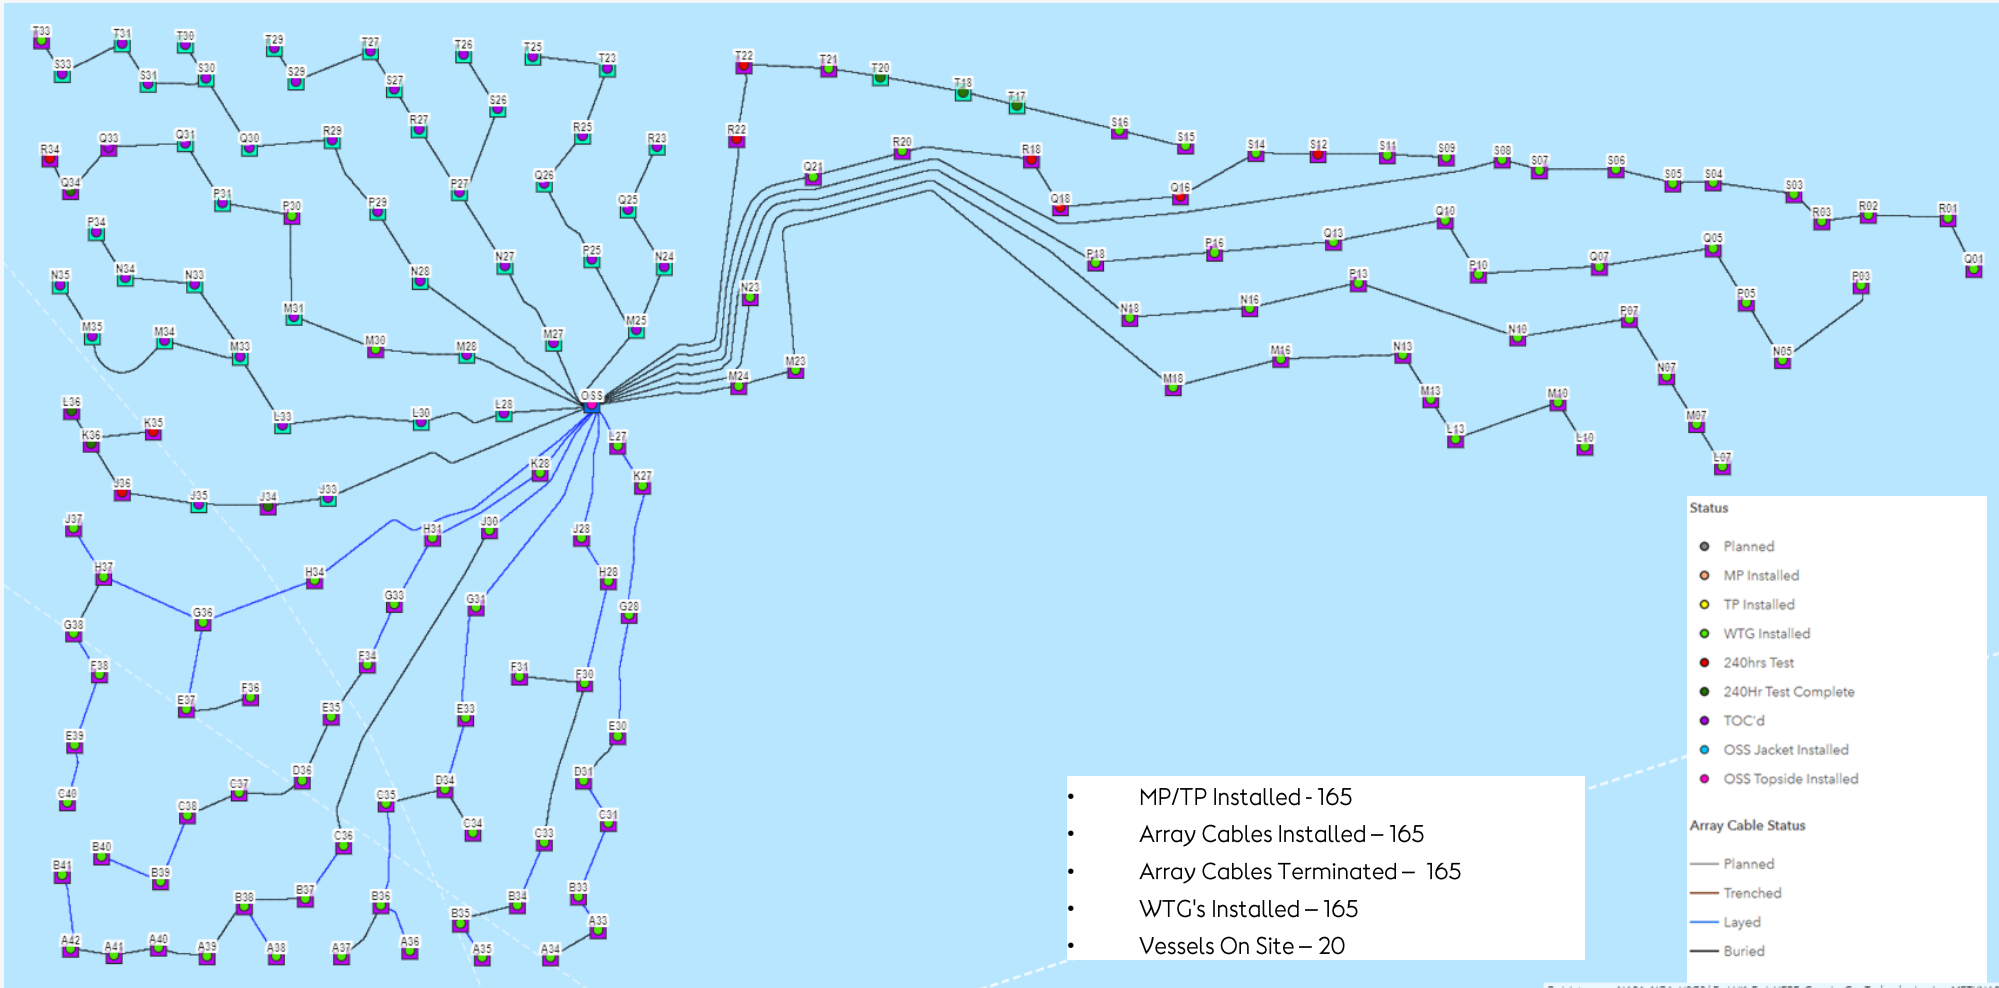 T33
T31
T30
T29
T27
T26
T25
T23
T22
T21
T20
T18
T17
S33
S31
S30
S29
S27
S26
S16
S15
R34
Q33
Q31
Q30
R29
R27
R25
R23
R22
R20
R18
S14
S12
S11
S09
S08
S07
S06
S05
S04
S03
Q34
P31
P30
P29
P27
Q26
Q25
Q21
Q18
Q16
Q10
R03
R02
R01
P34
N34
N33
N28
N27
P25
N24
N23
P18
P16
Q13
P10
Q07
Q05
Q01
N35
M35
M34
M33
M31
M30
M28
M27
M25
N18
N16
P13
N10
P07
P05
P03
N05
M24
M23
M18
M16
N13
M13
L13
M10
L10
N07
M07
L07
OSS
L36
K36
K35
L33
L30
L28
L27
J36
J35
J34
J33
K28
K27
J37
H37
H34
H31
J30
J28
H28
G38
G36
G33
G31
G28
F38
F36
F34
F31
F30
E39
E37
E35
E33
E30
C40
C38
C37
D36
C35
D34
D31
C36
C34
C33
C31
B41
B40
B39
B38
B37
B36
B35
B34
B33
A42
A41
A40
A39
A38
A37
A36
A35
A34
A33
Status
Planned
MP Installed
TP Installed
WTG Installed
240hrs Test
240Hr Test Complete
TOC'd
OSS Jacket Installed
OSS Topside Installed
Array Cable Status
Planned
Trenched
Layed
Buried
• MP/TP Installed - 165
• Array Cables Installed – 165
• Array Cables Terminated – 165
• WTG's Installed – 165
• Vessels On Site – 20